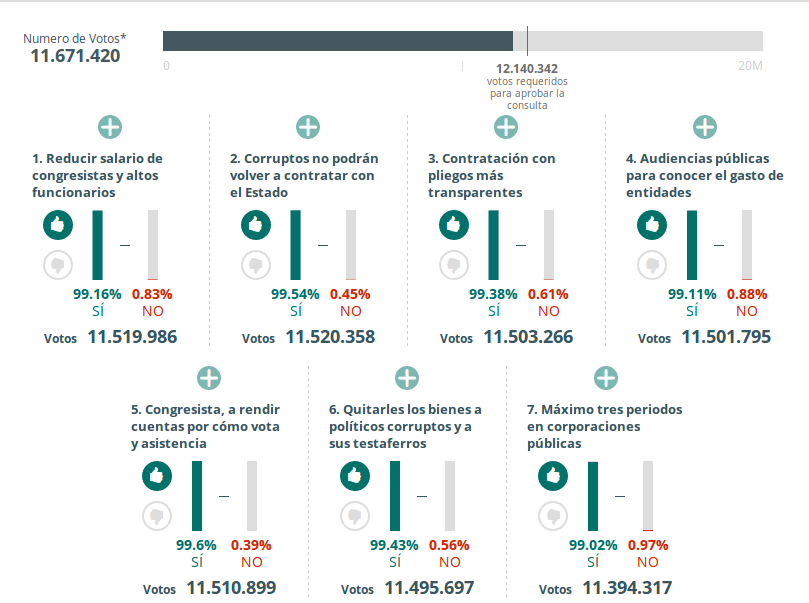 Numero de Votos*
11.671.420
0
20M
12.140.342
votos requeridos
para aprobar la
consulta
1. Reducir salario de
congresistas y altos
funcionarios
99.16% 0.83%
SÍ NO
Votos 11.519.986
2. Corruptos no podrán
volver a contratar con
el Estado
99.54% 0.45%
SÍ NO
Votos 11.520.358
3. Contratación con
pliegos más
transparentes
99.38% 0.61%
SÍ NO
Votos 11.503.266
4. Audiencias públicas
para conocer el gasto de
entidades
99.11% 0.88%
SÍ NO
Votos 11.501.795
5. Congresista, a rendir
cuentas por cómo vota
y asistencia
99.6% 0.39%
SÍ NO
Votos 11.510.899
6. Quitarles los bienes a
políticos corruptos y a
sus testaferros
99.43% 0.56%
SÍ NO
Votos 11.495.697
7. Máximo tres periodos
en corporaciones
públicas
99.02% 0.97%
SÍ NO
Votos 11.394.317